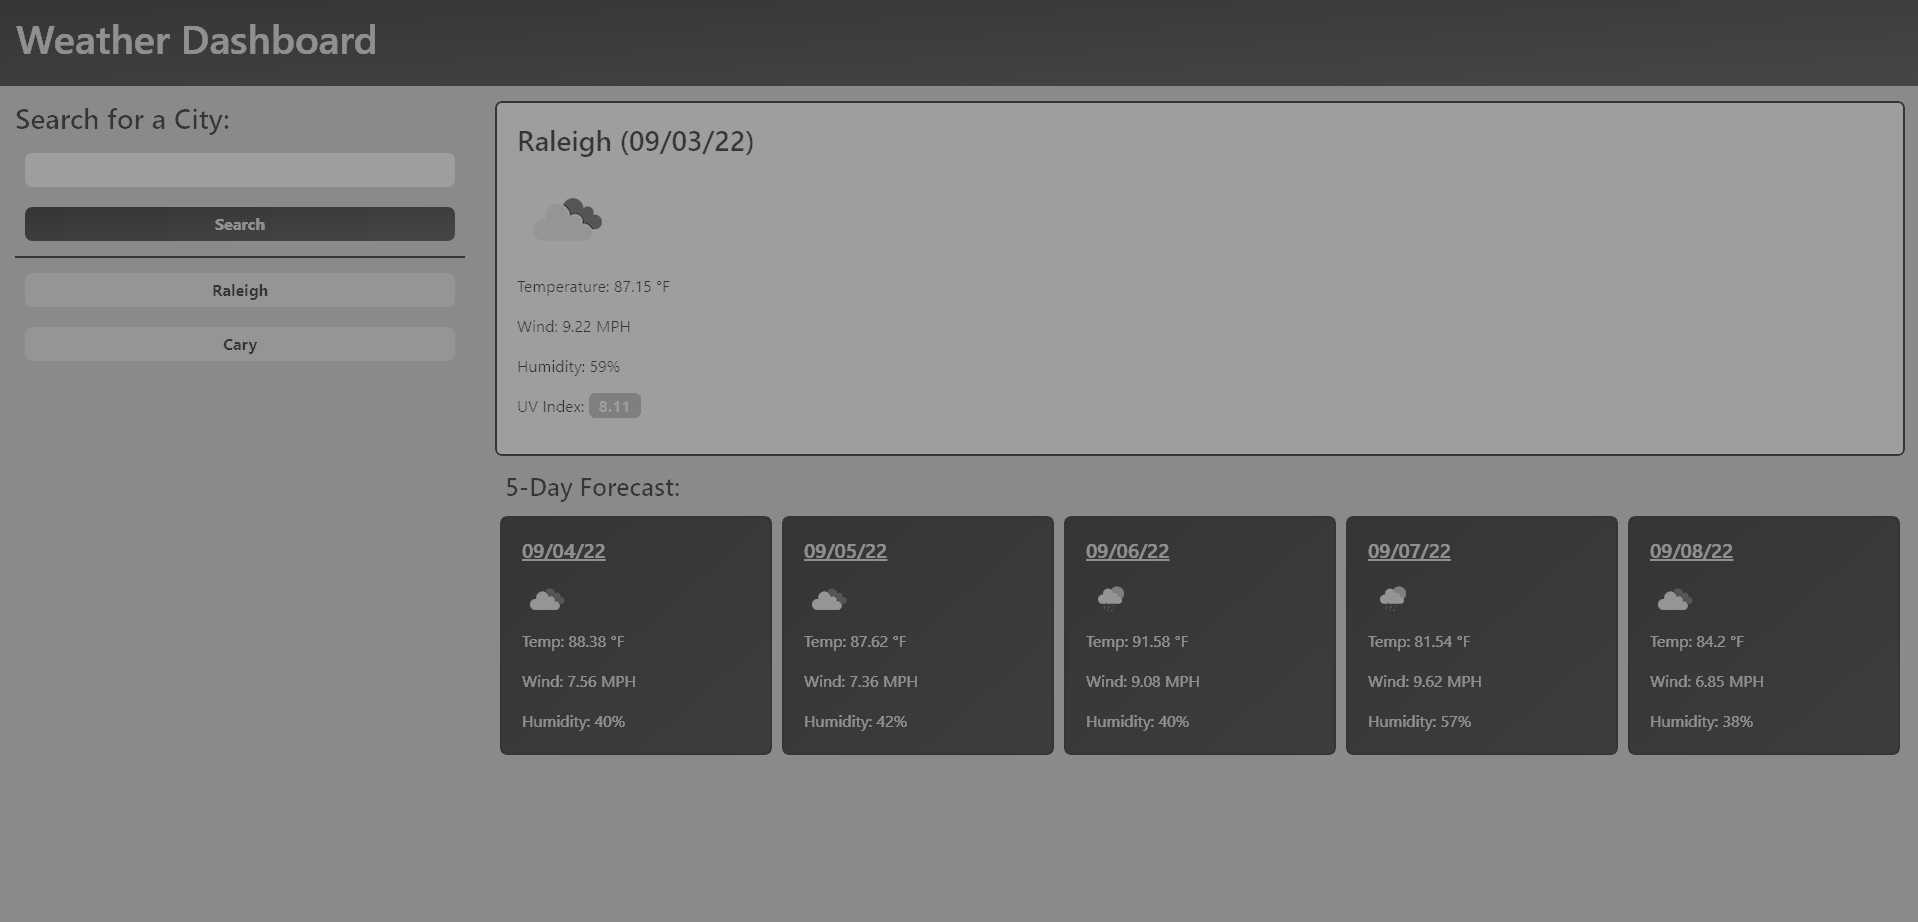 Weather Dashboard
Search for a City:
Search
Raleigh
Cary
Raleigh (09/03/22)
Temperature: 87.15 °F
Wind: 9.22 MPH
Humidity: 59%
UV Index: 8.11
5-Day Forecast:
09/04/22
Temp: 88.38 °F
Wind: 7.56 MPH
Humidity: 40%
09/05/22
Temp: 87.62 °F
Wind: 7.36 MPH
Humidity: 42%
09/06/22
Temp: 91.58 °F
Wind: 9.08 MPH
Humidity: 40%
09/07/22
Temp: 81.54 °F
Wind: 9.62 MPH
Humidity: 57%
09/08/22
Temp: 84.2 °F
Wind: 6.85 MPH
Humidity: 38%